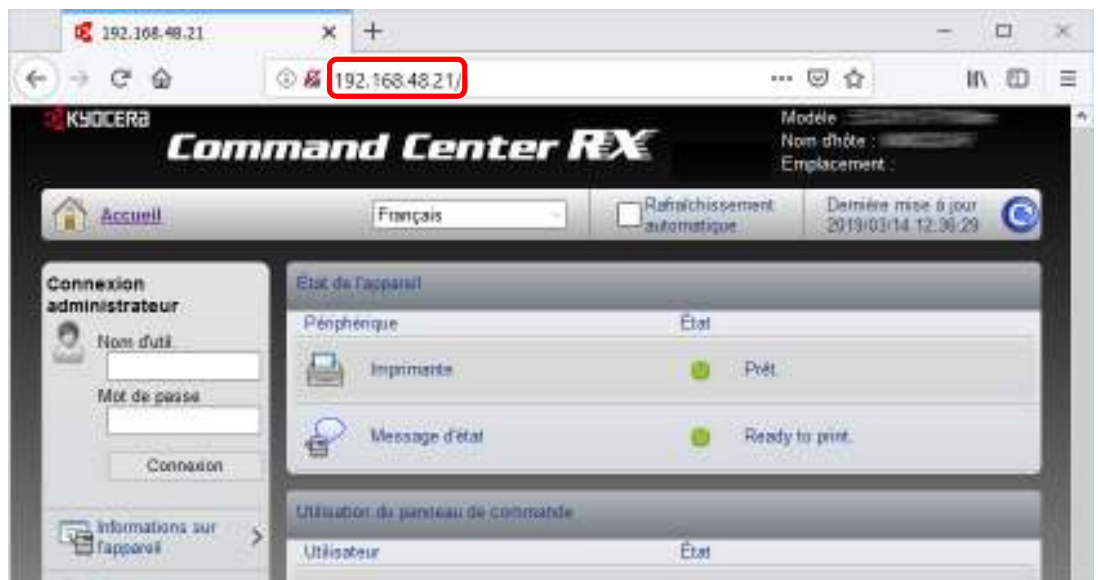 192.168.48.21
192.168.48.21/
KYOCERA
Command Center RX
Modèle :
Nom d'hôte :
Emplacement :
Accueil
Français
Rafraîchissement
automatique
Dernière mise à jour
2019/03/14 12:36:29
Connexion
administrateur
Nom d'util.
Mot de passe
Connexion
Informations sur
l'appareil
État de l'appareil
Périphérique État
Imprimante Prêt.
Message d'état Ready to print.
Utilisation du panneau de commande
Utilisateur État